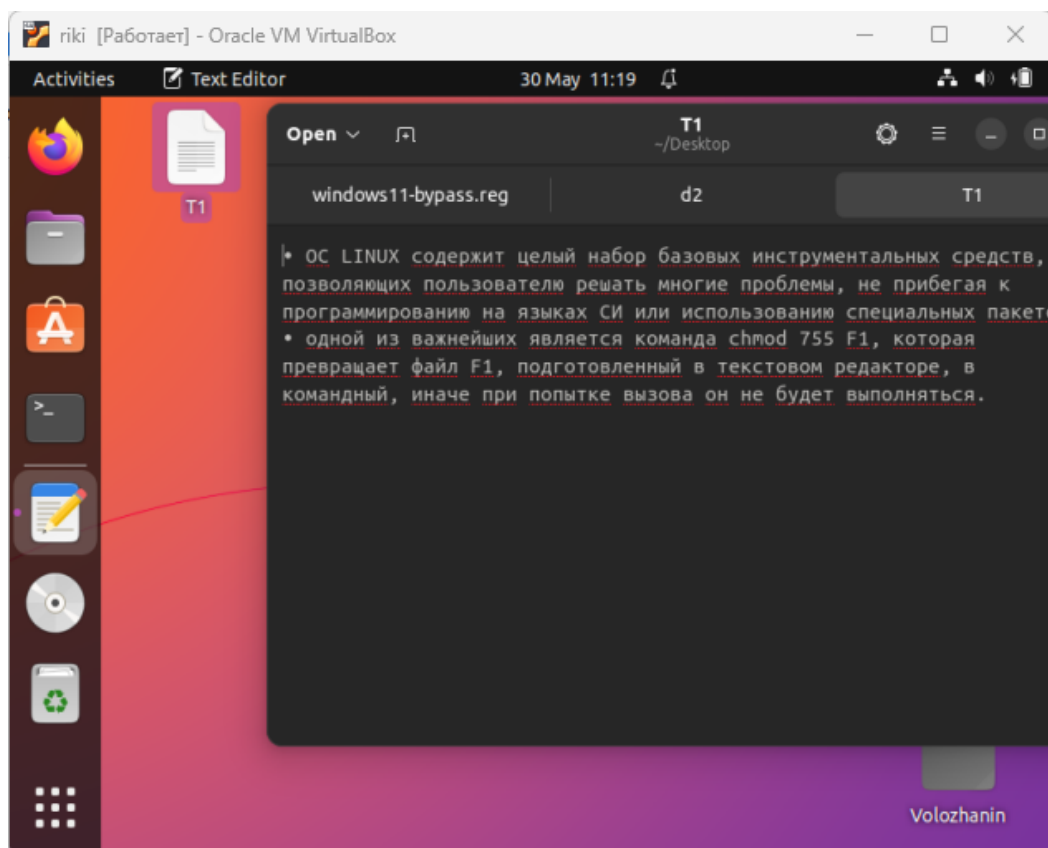 riki [Работает] - Oracle VM VirtualBox
Activities Text Editor 30 May 11:19
Open T1
~/Desktop
windows11-bypass.reg d2 T1
T1
• ОС LINUX содержит целый набор базовых инструментальных средств,
позволяющих пользователю решать многие проблемы, не прибегая к
программированию на языках СИ или использованию специальных пакето
• одной из важнейших является команда chmod 755 F1, которая
превращает файл F1, подготовленный в текстовом редакторе, в
командный, иначе при попытке вызова он не будет выполняться.
Volozhanin